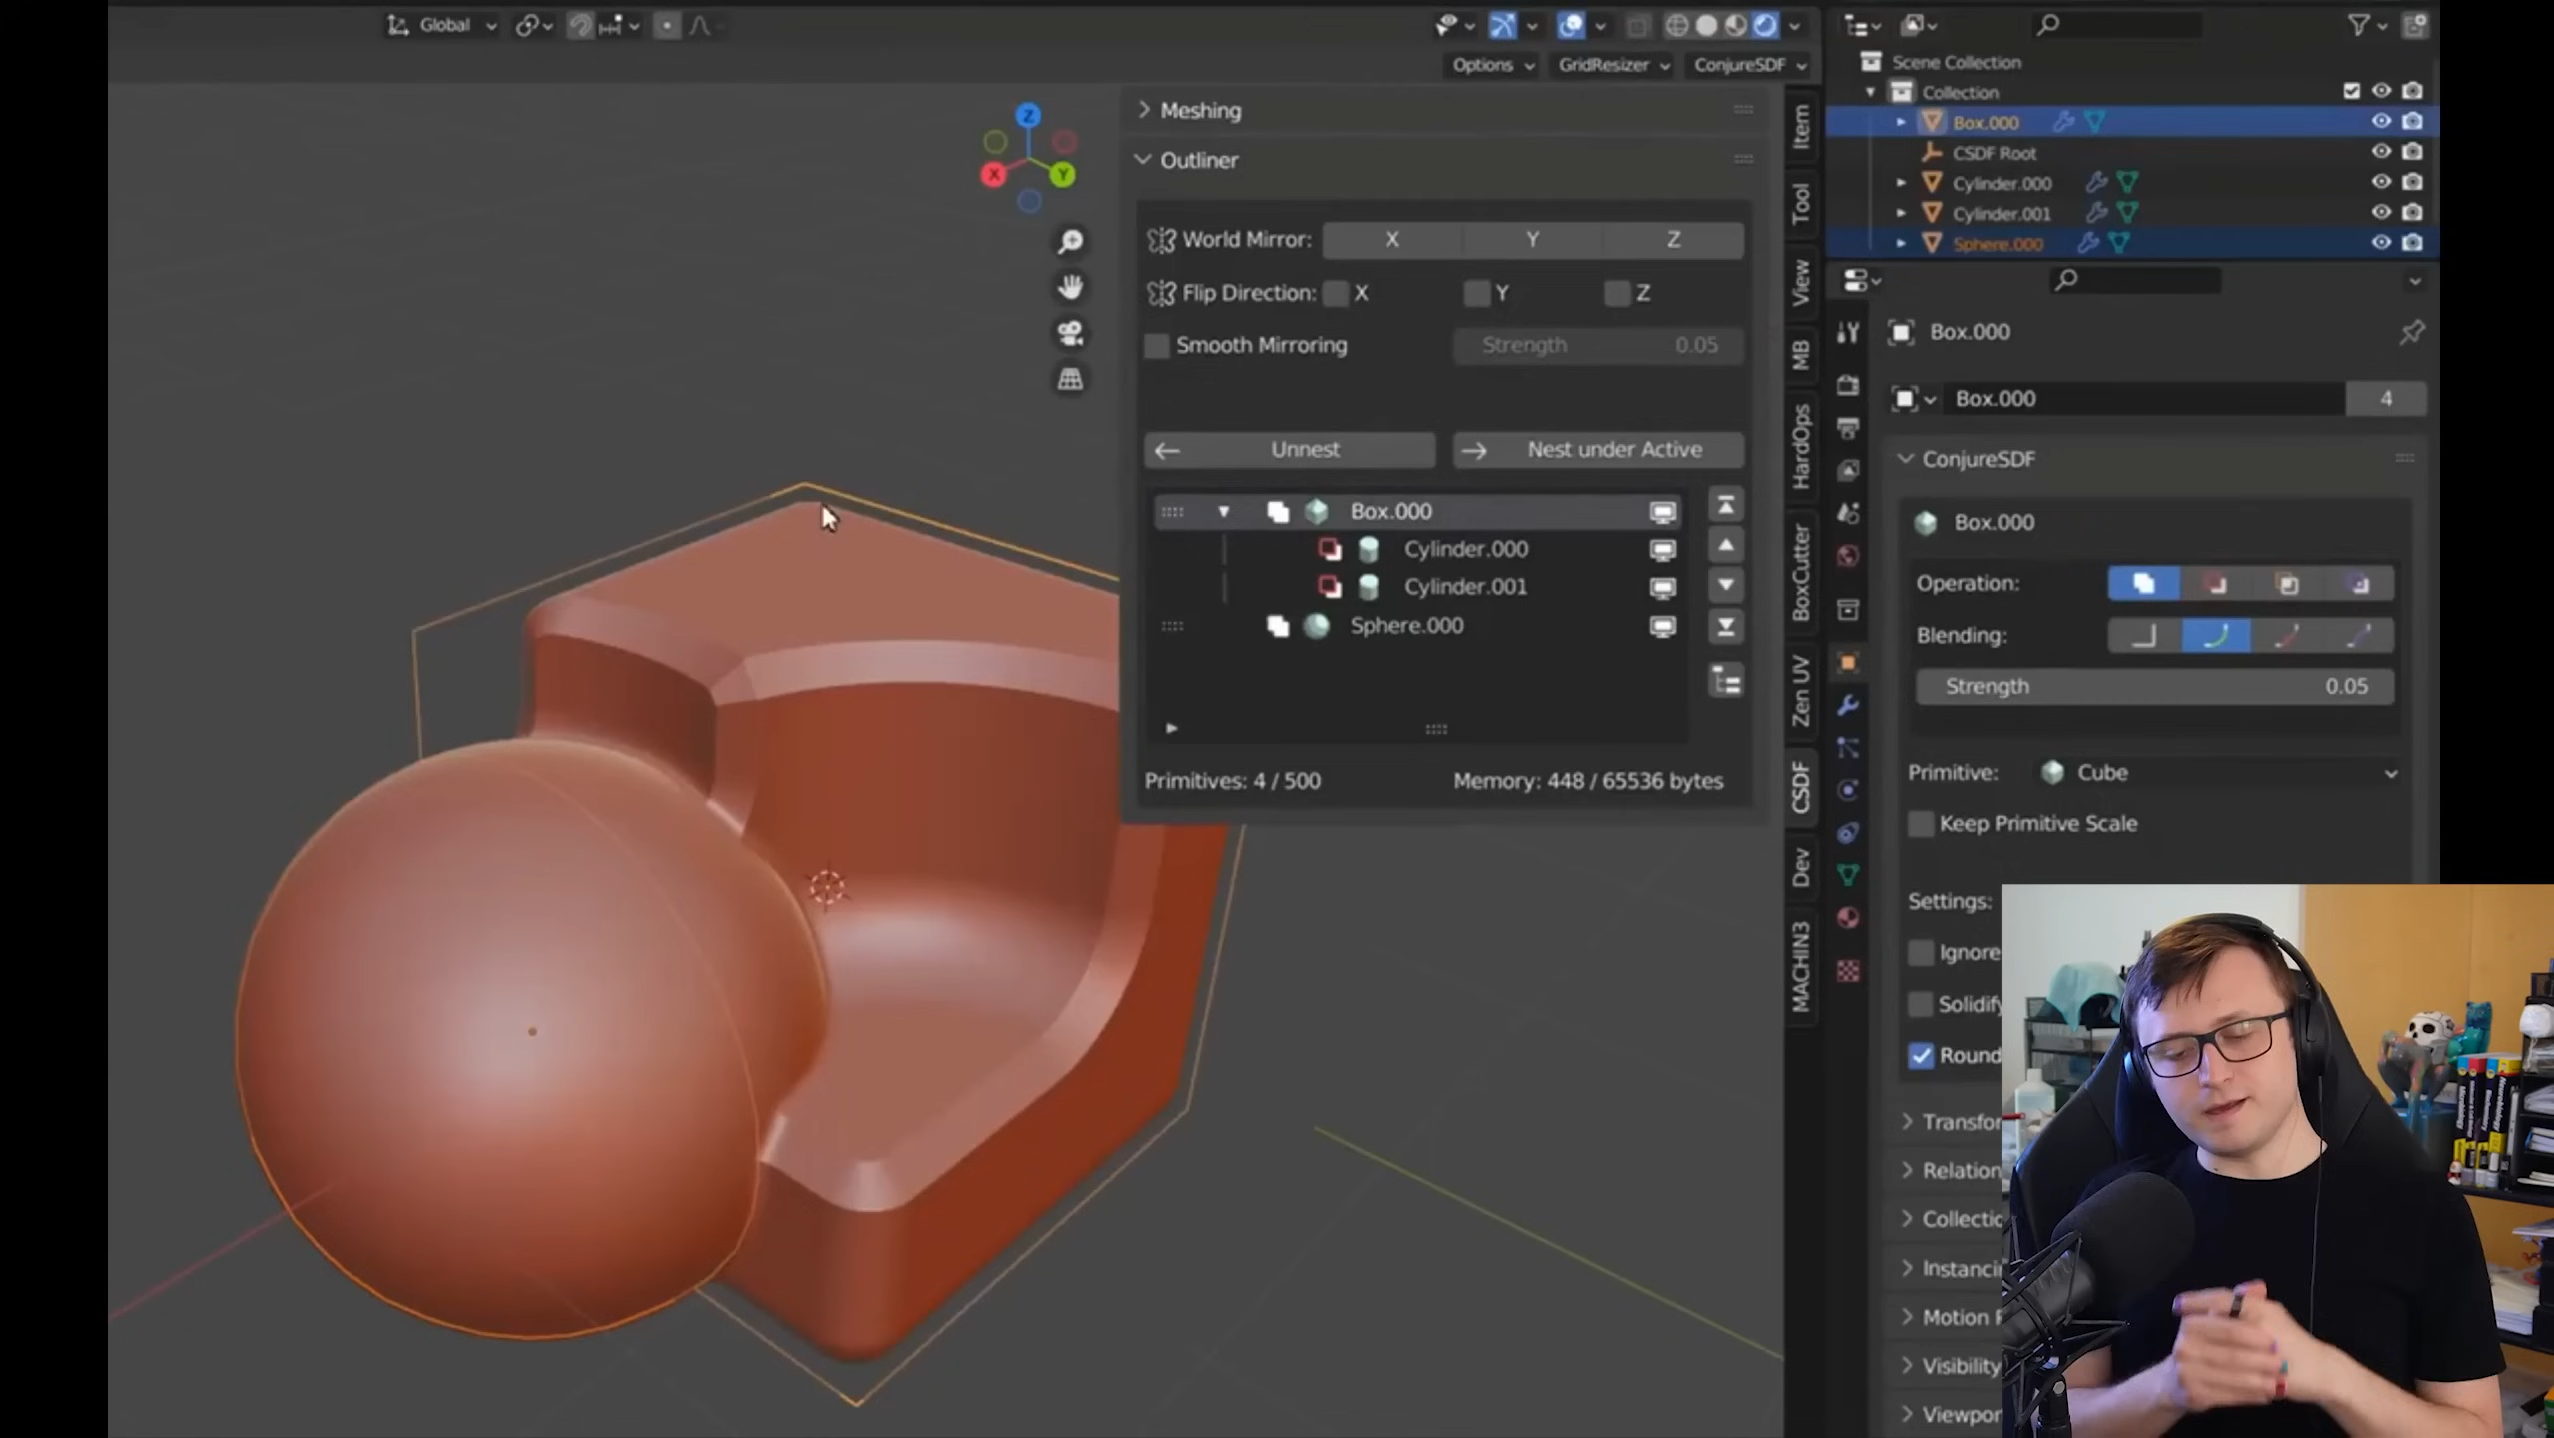 Global
Options GridResizer ConjureSDF
Z
X Y
Meshing
Outliner
World Mirror: X Y Z
Flip Direction: X Y Z
Smooth Mirroring Strength 0.05
Unnest Nest under Active
Box.000
Cylinder.000
Cylinder.001
Sphere.000
Primitives: 4 / 500 Memory: 448 / 65536 bytes
Item
Tool
View
MB
HardOps
BoxCutter
Zen UV
CSDF
Dev
MACHIN3
Scene Collection
Collection
Box.000
CSDF Root
Cylinder.000
Cylinder.001
Sphere.000
Box.000
Box.000 4
ConjureSDF
Box.000
Operation:
Blending:
Strength 0.05
Primitive: Cube
Keep Primitive Scale
Settings:
Ignore
Solidify
Round
Transfor
Relation
Collectio
Instanci
Motion P
Visibility
Viewpor